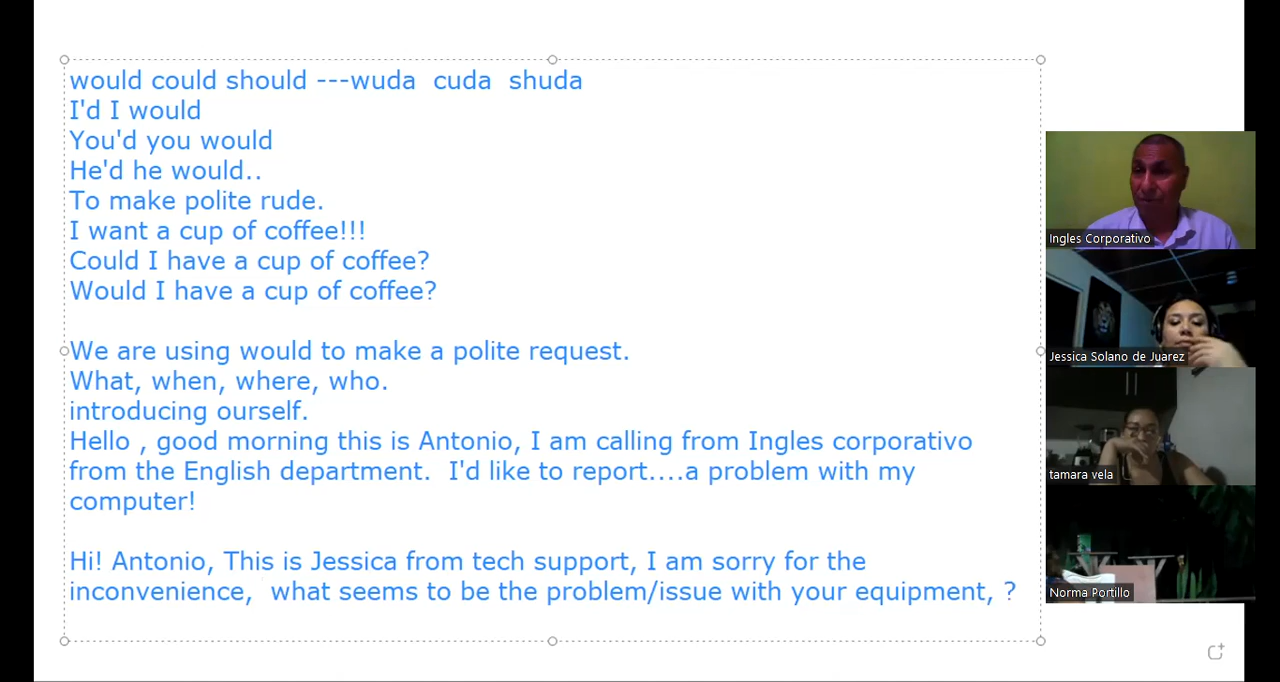 would could should ---wuda  cuda  shuda
I'd I would
You'd you would
He'd he would..
To make polite rude.
I want a cup of coffee!!!
Could I have a cup of coffee?
Would I have a cup of coffee?
We are using would to make a polite request.
What, when, where, who.
introducing ourself.
Hello , good morning this is Antonio, I am calling from Ingles corporativo
from the English department.  I'd like to report....a problem with my
computer!
Hi! Antonio, This is Jessica from tech support, I am sorry for the
inconvenience,  what seems to be the problem/issue with your equipment, ?
Ingles Corporativo
Jessica Solano de Juarez
tamara vela
Norma Portillo